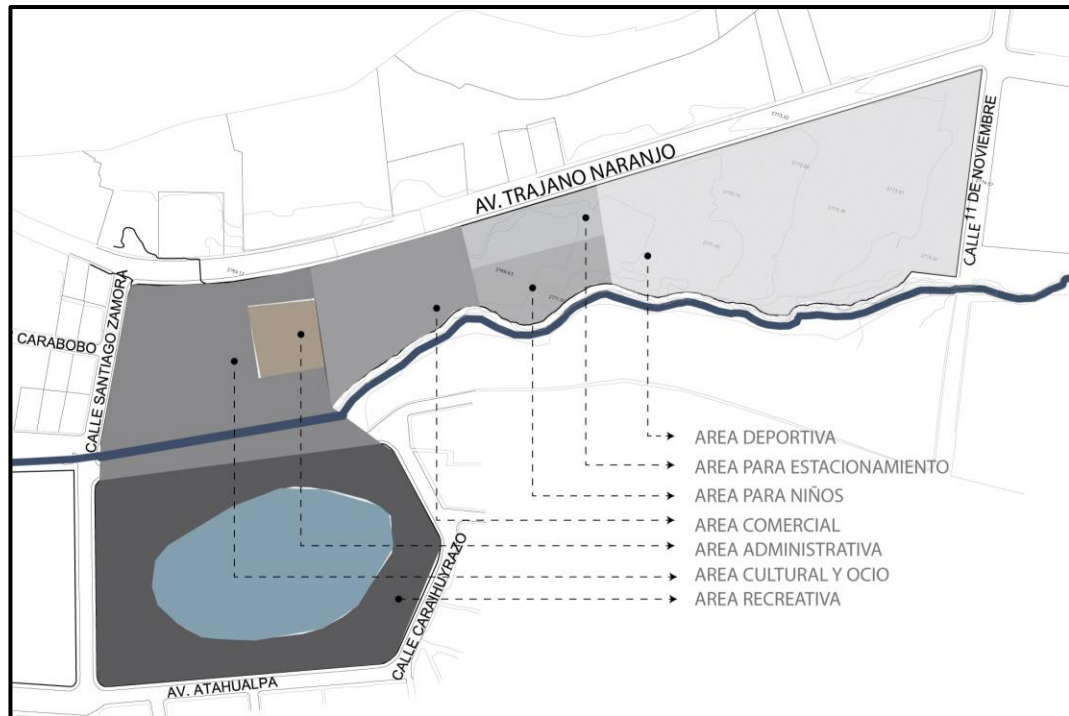 AV. TRAJANO NARANJO
CALLE 11 DE NOVIEMBRE
CALLE SANTIAGO ZAMORA
CARABOBO
AREA DEPORTIVA
AREA PARA ESTACIONAMIENTO
AREA PARA NIÑOS
AREA COMERCIAL
AREA ADMINISTRATIVA
AREA CULTURAL Y OCIO
AREA RECREATIVA
CALLE CARAIHUYRAZO
AV. ATAHUALPA